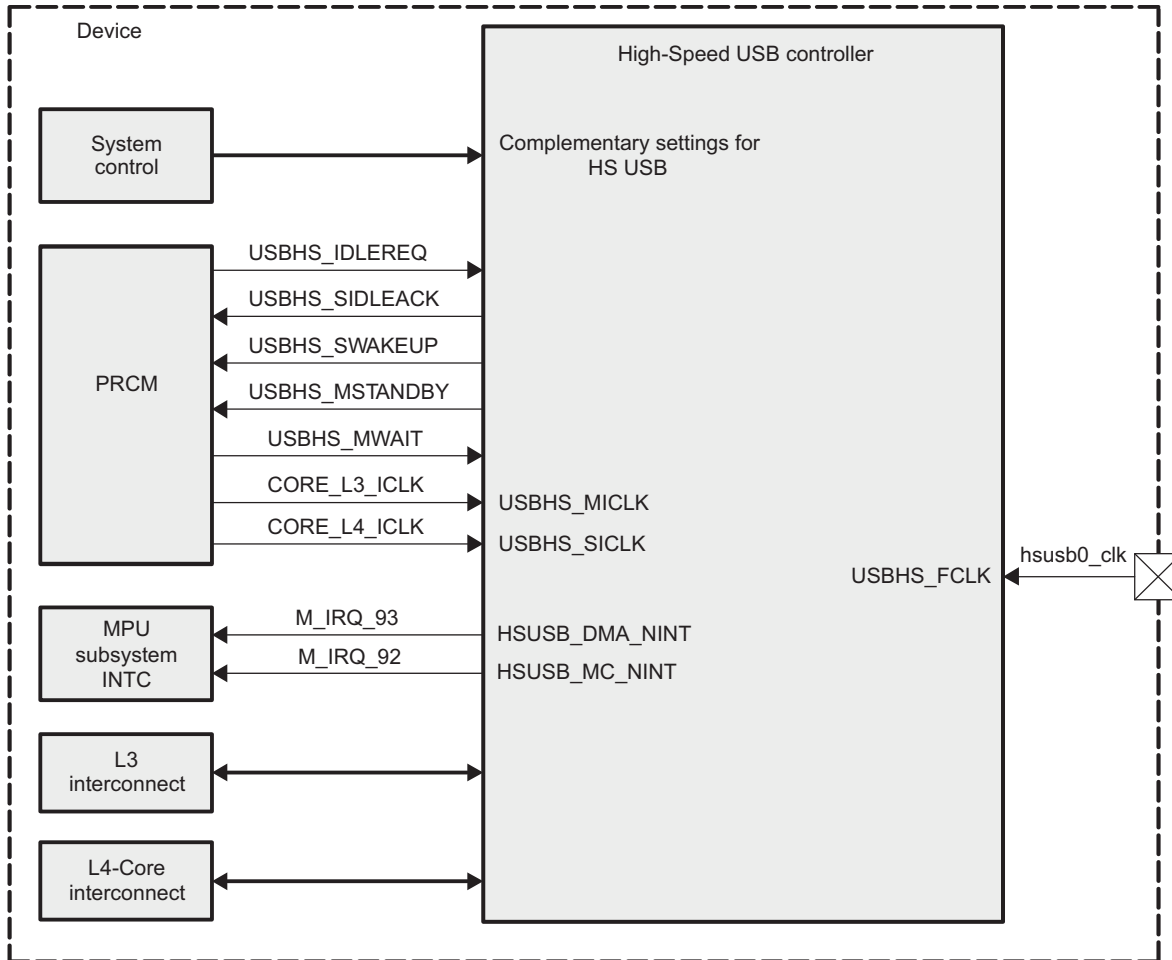 Device
High-Speed USB controller
System
control
Complementary settings for
HS USB
PRCM
USBHS_IDLEREQ
USBHS_SIDLEACK
USBHS_SWAKEUP
USBHS_MSTANDBY
USBHS_MWAIT
CORE_L3_ICLK
USBHS_MICLK
CORE_L4_ICLK
USBHS_SICLK
hsusb0_clk
USBHS_FCLK
MPU
subsystem
INTC
M_IRQ_93
HSUSB_DMA_NINT
M_IRQ_92
HSUSB_MC_NINT
L3
interconnect
L4-Core
interconnect